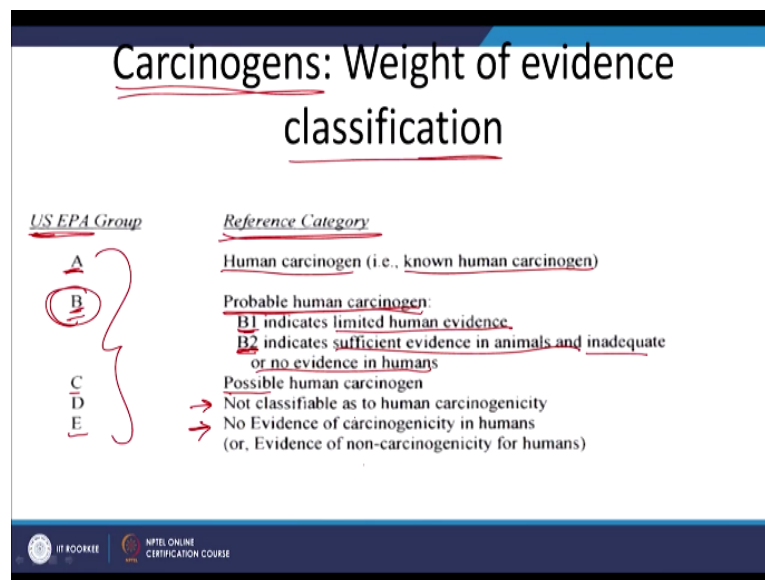 Carcinogens: Weight of evidence
classification
US EPA Group Reference Category
A Human carcinogen (i.e., known human carcinogen)
B Probable human carcinogen:
B1 indicates limited human evidence
B2 indicates sufficient evidence in animals and inadequate
or no evidence in humans
C Possible human carcinogen
D Not classifiable as to human carcinogenicity
E No Evidence of carcinogenicity in humans
(or, Evidence of non-carcinogenicity for humans)
IIT ROORKEE NPTEL ONLINE
CERTIFICATION COURSE